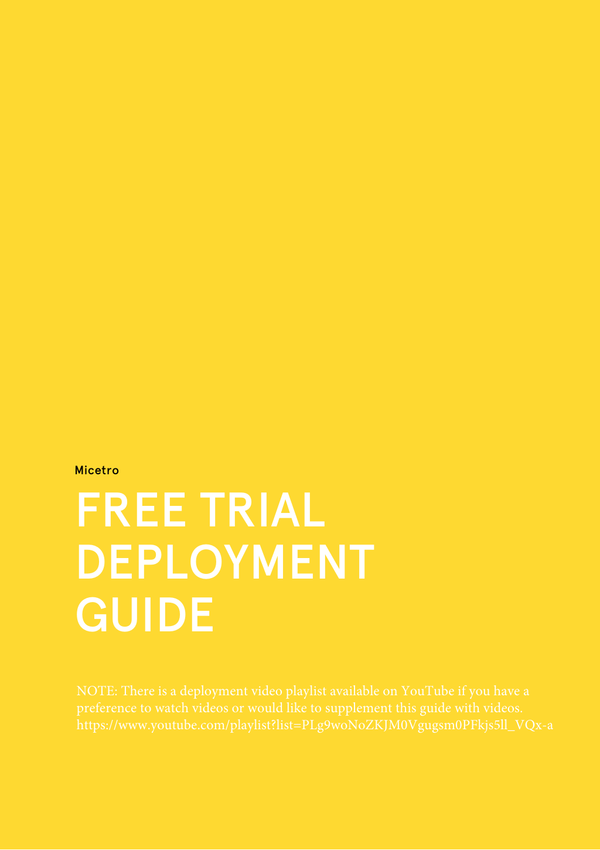 Micetro
FREE TRIAL
DEPLOYMENT
GUIDE
NOTE: There is a deployment video playlist available on YouTube if you have a
preference to watch videos or would like to supplement this guide with videos.
https://www.youtube.com/playlist?list=PLg9woNoZKJM0Vgugsm0PFkjs5ll_VQx-a